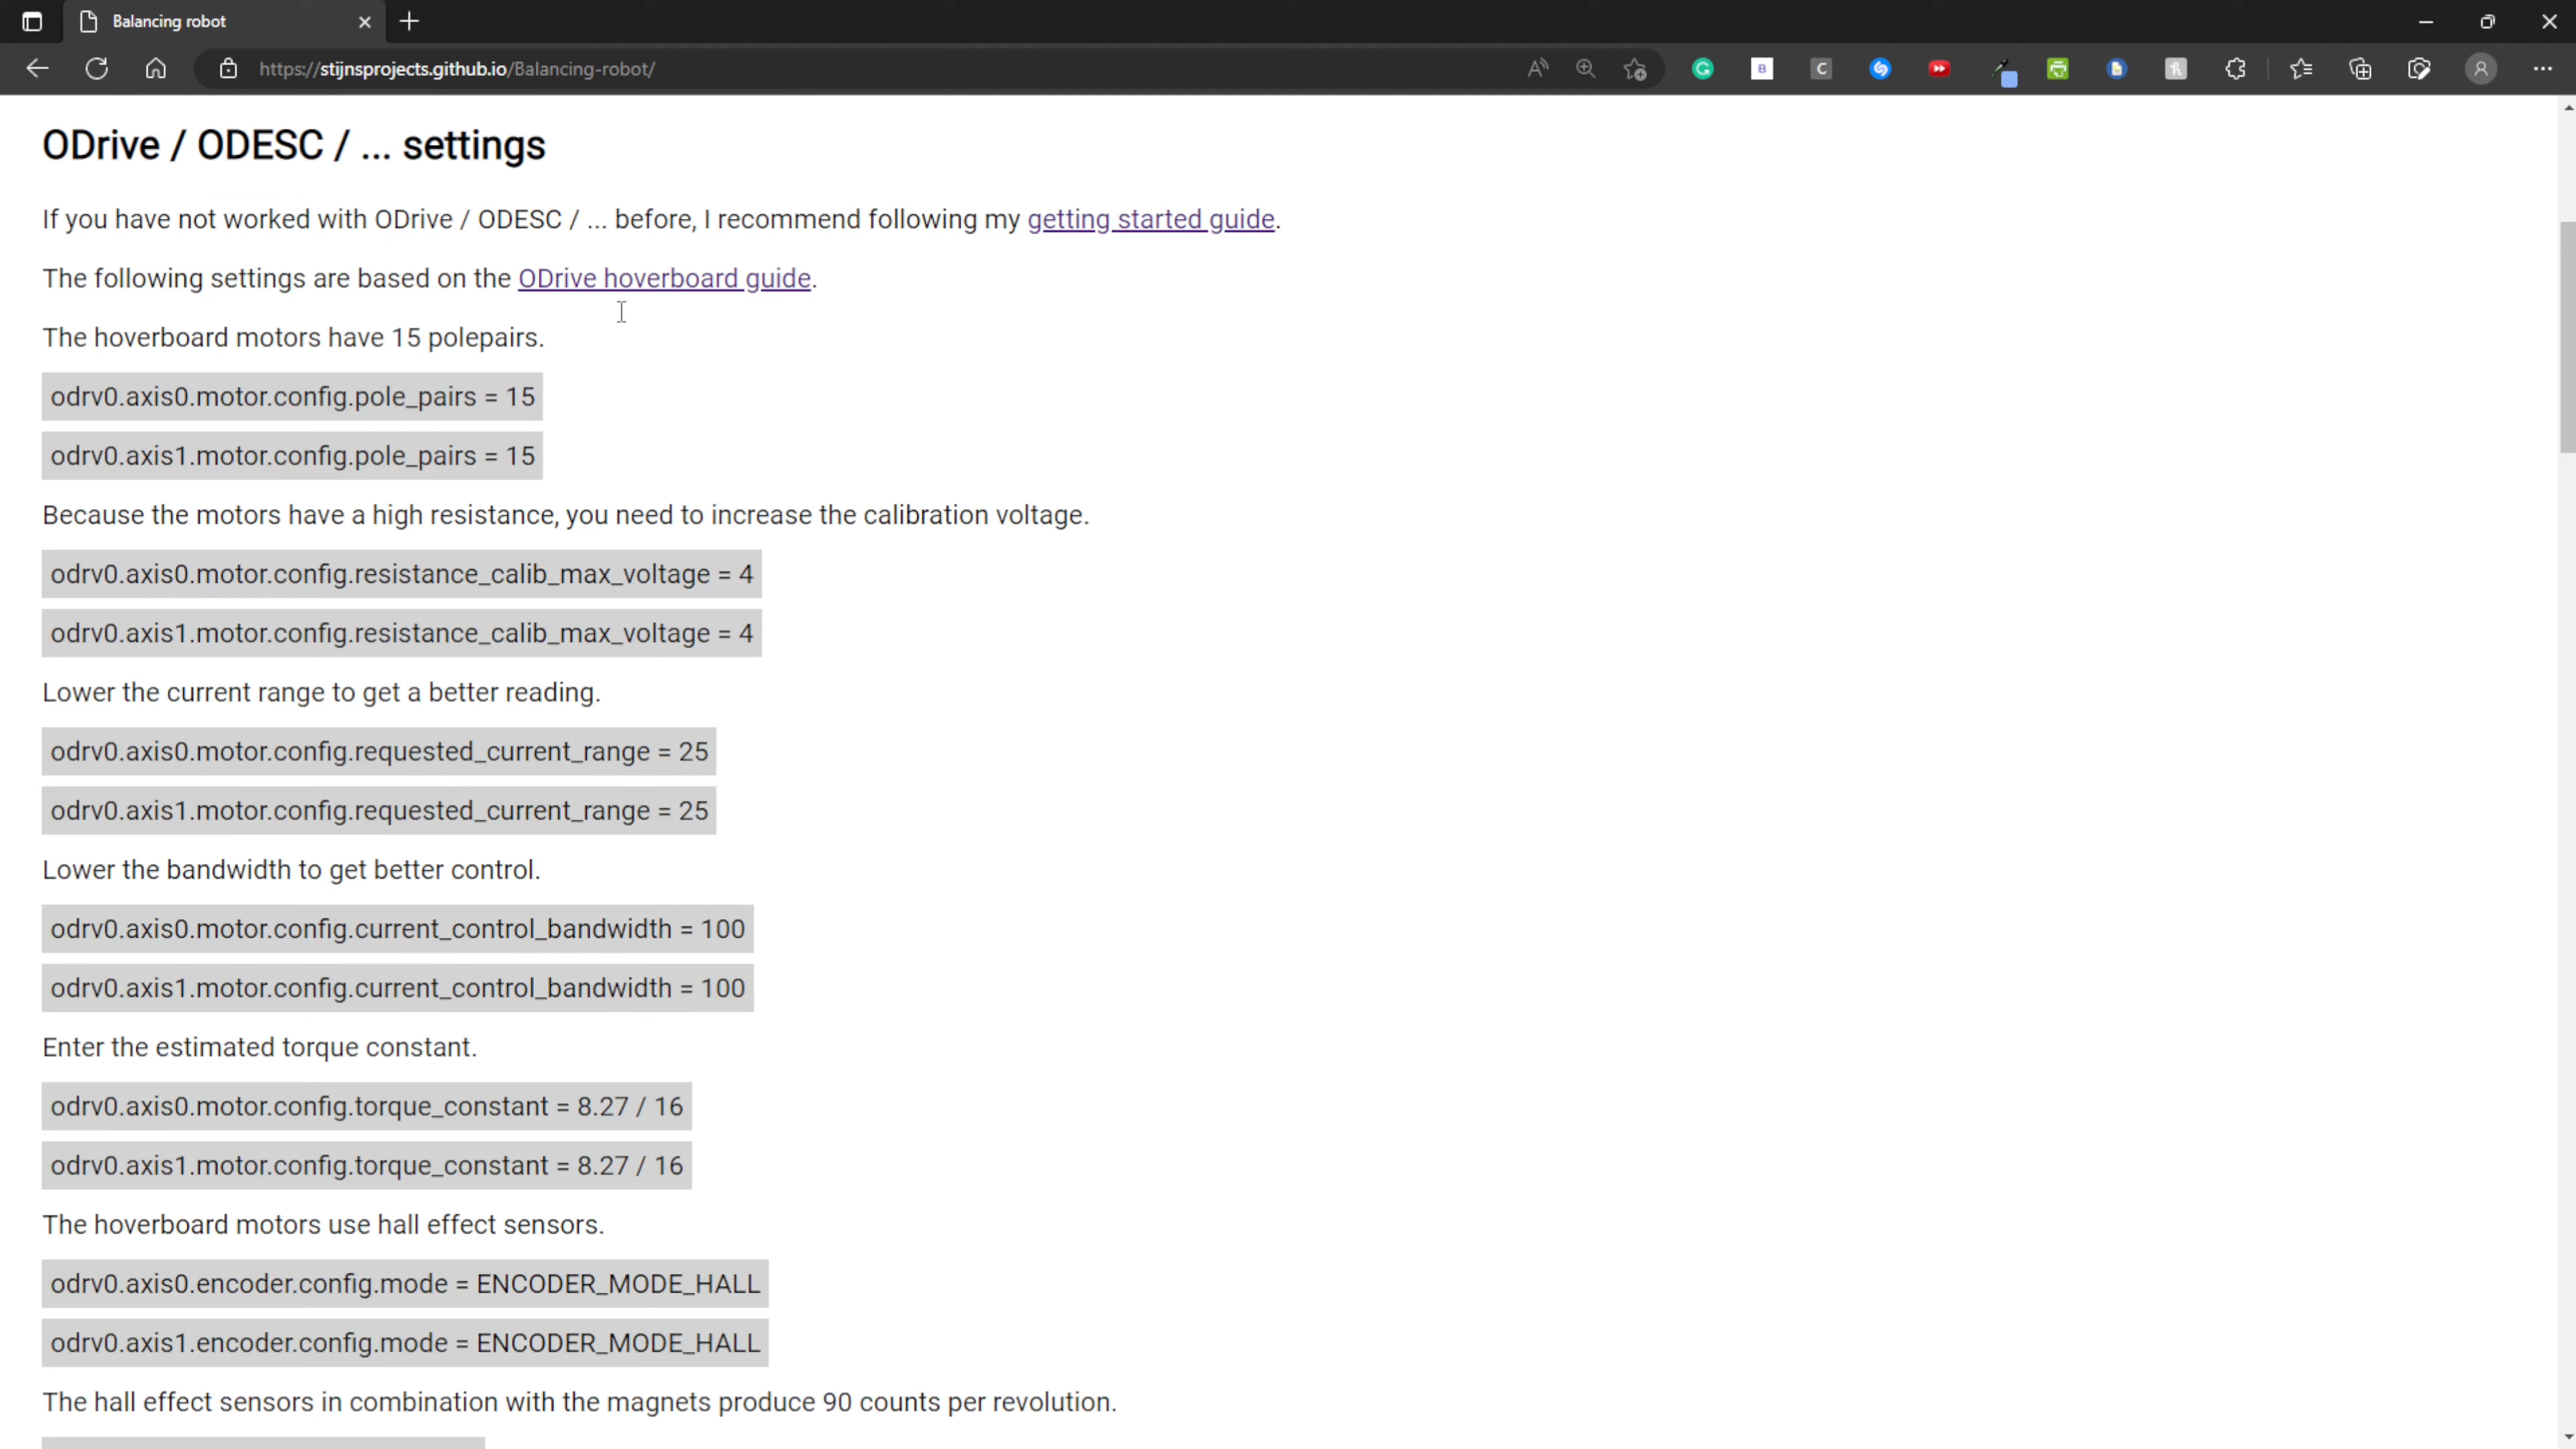 Balancing robot
https://stijnsprojects.github.io/Balancing-robot/
ODrive / ODESC / ... settings
If you have not worked with ODrive / ODESC / ... before, I recommend following my getting started guide.
The following settings are based on the ODrive hoverboard guide.
The hoverboard motors have 15 polepairs.
odrv0.axis0.motor.config.pole_pairs = 15
odrv0.axis1.motor.config.pole_pairs = 15
Because the motors have a high resistance, you need to increase the calibration voltage.
odrv0.axis0.motor.config.resistance_calib_max_voltage = 4
odrv0.axis1.motor.config.resistance_calib_max_voltage = 4
Lower the current range to get a better reading.
odrv0.axis0.motor.config.requested_current_range = 25
odrv0.axis1.motor.config.requested_current_range = 25
Lower the bandwidth to get better control.
odrv0.axis0.motor.config.current_control_bandwidth = 100
odrv0.axis1.motor.config.current_control_bandwidth = 100
Enter the estimated torque constant.
odrv0.axis0.motor.config.torque_constant = 8.27 / 16
odrv0.axis1.motor.config.torque_constant = 8.27 / 16
The hoverboard motors use hall effect sensors.
odrv0.axis0.encoder.config.mode = ENCODER_MODE_HALL
odrv0.axis1.encoder.config.mode = ENCODER_MODE_HALL
The hall effect sensors in combination with the magnets produce 90 counts per revolution.